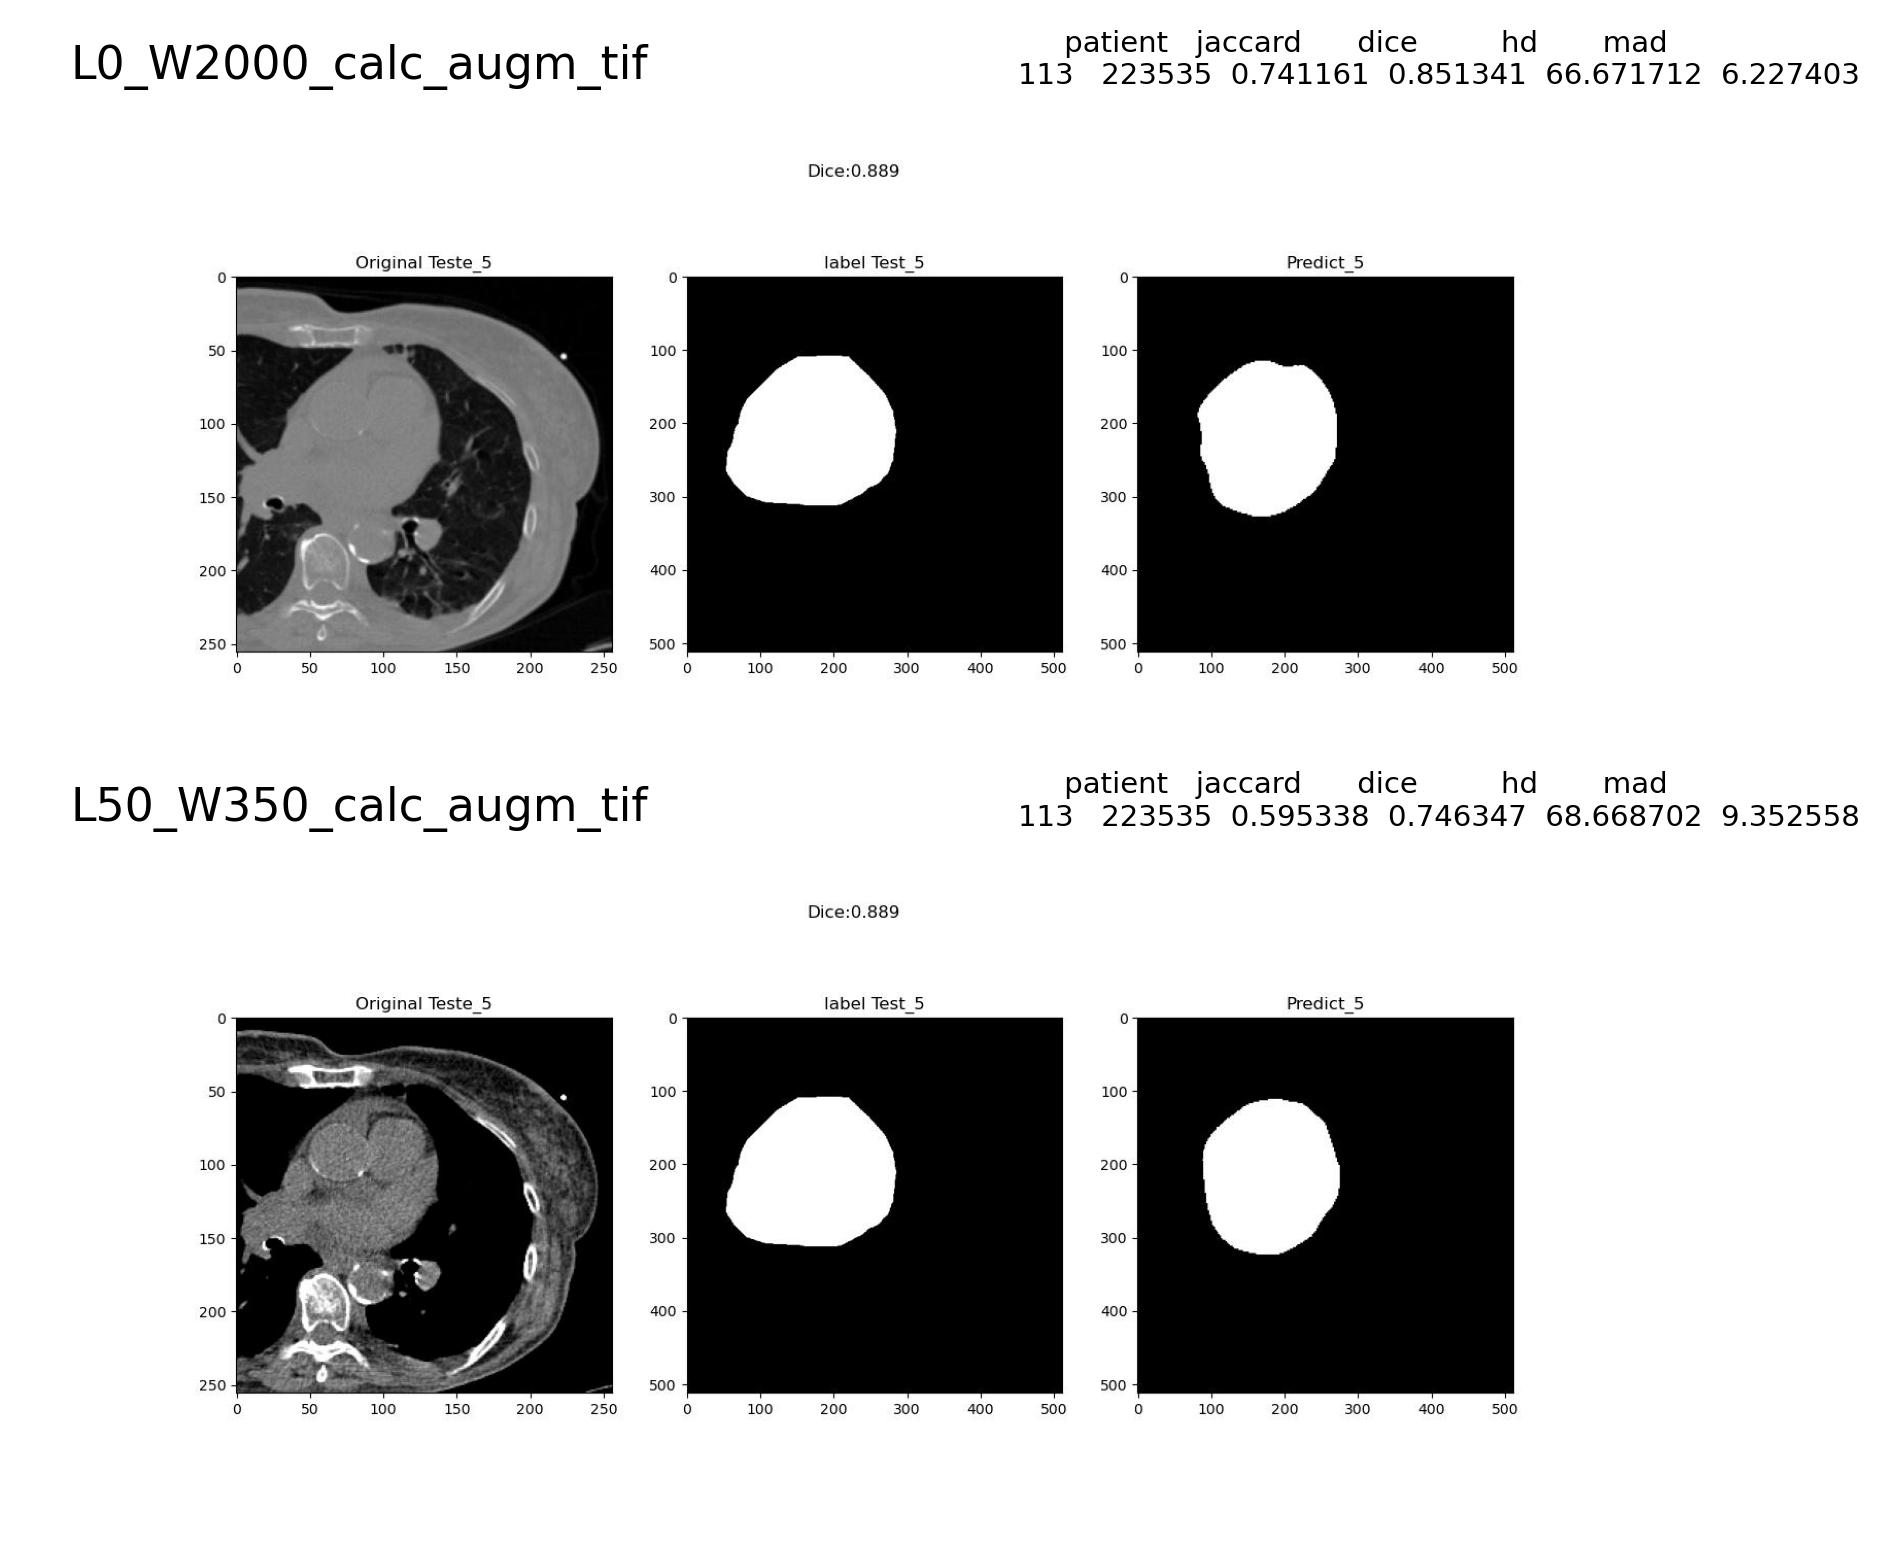 L0_W2000_calc_augm_tif
patient jaccard dice hd mad
113 223535 0.741161 0.851341 66.671712 6.227403
Dice:0.889
Original Teste_5
label Test_5
Predict_5
0
50
100
150
200
250
0 50 100 150 200 250
0
100
200
300
400
500
0 100 200 300 400 500
0
100
200
300
400
500
0 100 200 300 400 500
L50_W350_calc_augm_tif
patient jaccard dice hd mad
113 223535 0.595338 0.746347 68.668702 9.352558
Dice:0.889
Original Teste_5
label Test_5
Predict_5
0
50
100
150
200
250
0 50 100 150 200 250
0
100
200
300
400
500
0 100 200 300 400 500
0
100
200
300
400
500
0 100 200 300 400 500